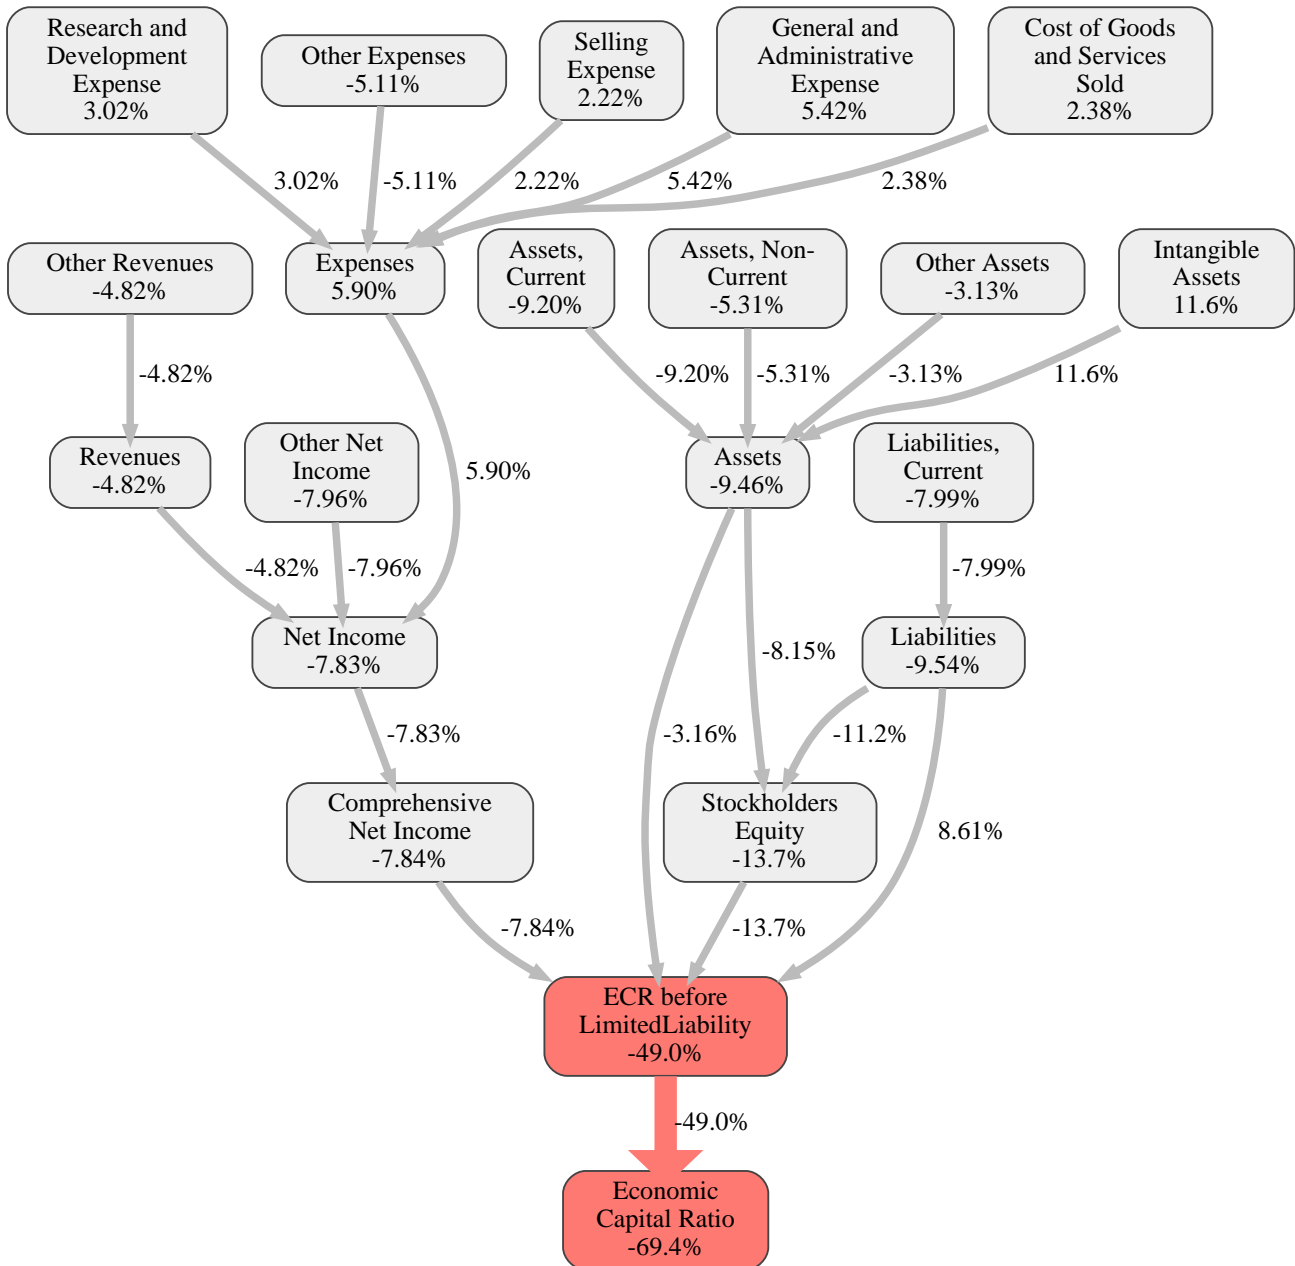 Research and
Development
Expense
3.02%
Other Expenses
-5.11%
Selling
Expense
2.22%
General and
Administrative
Expense
5.42%
Cost of Goods
and Services
Sold
2.38%
3.02%
-5.11%
2.22%
5.42%
2.38%
Other Revenues
-4.82%
Expenses
5.90%
Assets,
Current
-9.20%
Assets, Non-
Current
-5.31%
Other Assets
-3.13%
Intangible
Assets
11.6%
-4.82%
-9.20%
-5.31%
-3.13%
11.6%
Revenues
-4.82%
Other Net
Income
-7.96%
5.90%
Assets
-9.46%
Liabilities,
Current
-7.99%
-4.82%
-7.96%
-7.99%
Net Income
-7.83%
-8.15%
Liabilities
-9.54%
-7.83%
-3.16%
-11.2%
Comprehensive
Net Income
-7.84%
Stockholders
Equity
-13.7%
8.61%
-7.84%
-13.7%
ECR before
LimitedLiability
-49.0%
-49.0%
Economic
Capital Ratio
-69.4%